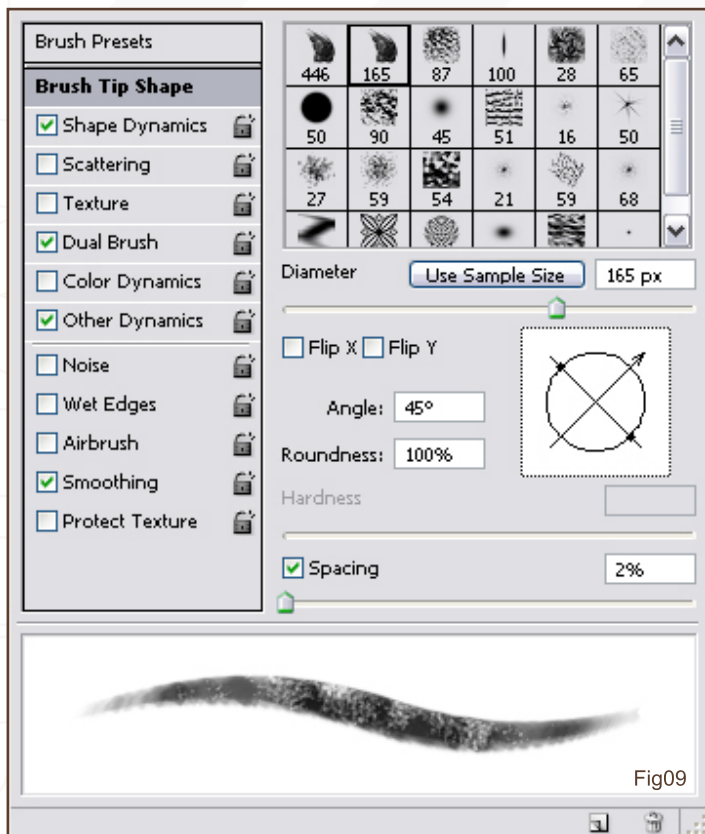 Brush Presets
Brush Tip Shape
Shape Dynamics
Scattering
Texture
Dual Brush
Color Dynamics
Other Dynamics
Noise
Wet Edges
Airbrush
Smoothing
Protect Texture
446 165 87 100 28 65
50 90 45 51 16 50
27 59 54 21 59 68
Diameter Use Sample Size 165 px
Flip X Flip Y
Angle: 45º
Roundness: 100%
Hardness
Spacing 2%
Fig09